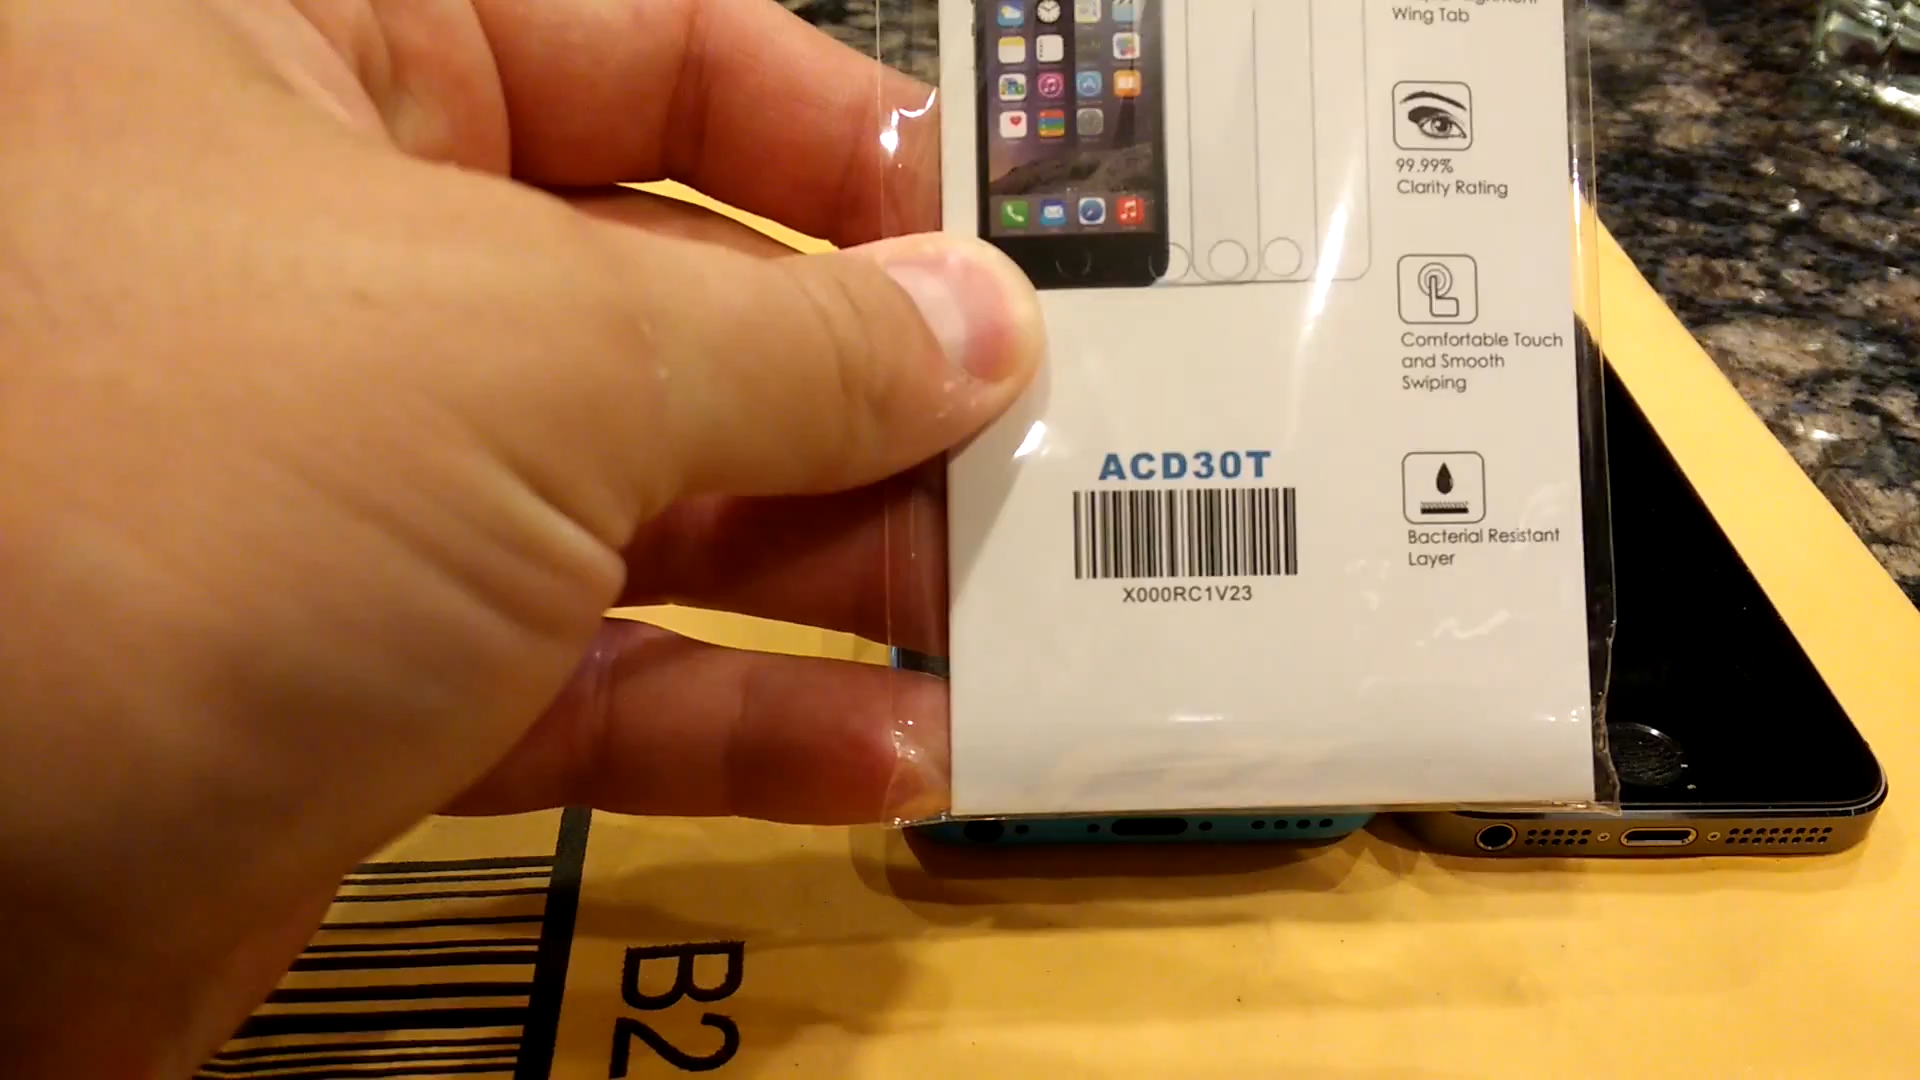 Wing Tab
99.99%
Clarity Rating
Comfortable Touch
and Smooth
Swiping
ACD30T
X000RC1V23
Bacterial Resistant
Layer
B2